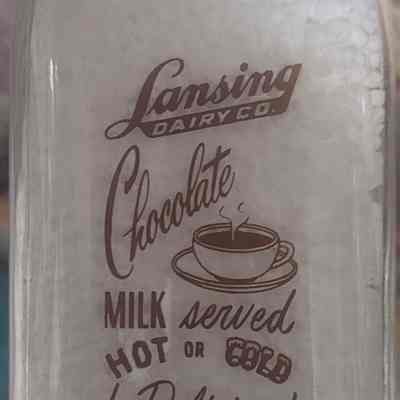 Lansing
DAIRY CO.
Chocolate
MILK served
HOT OR COLD